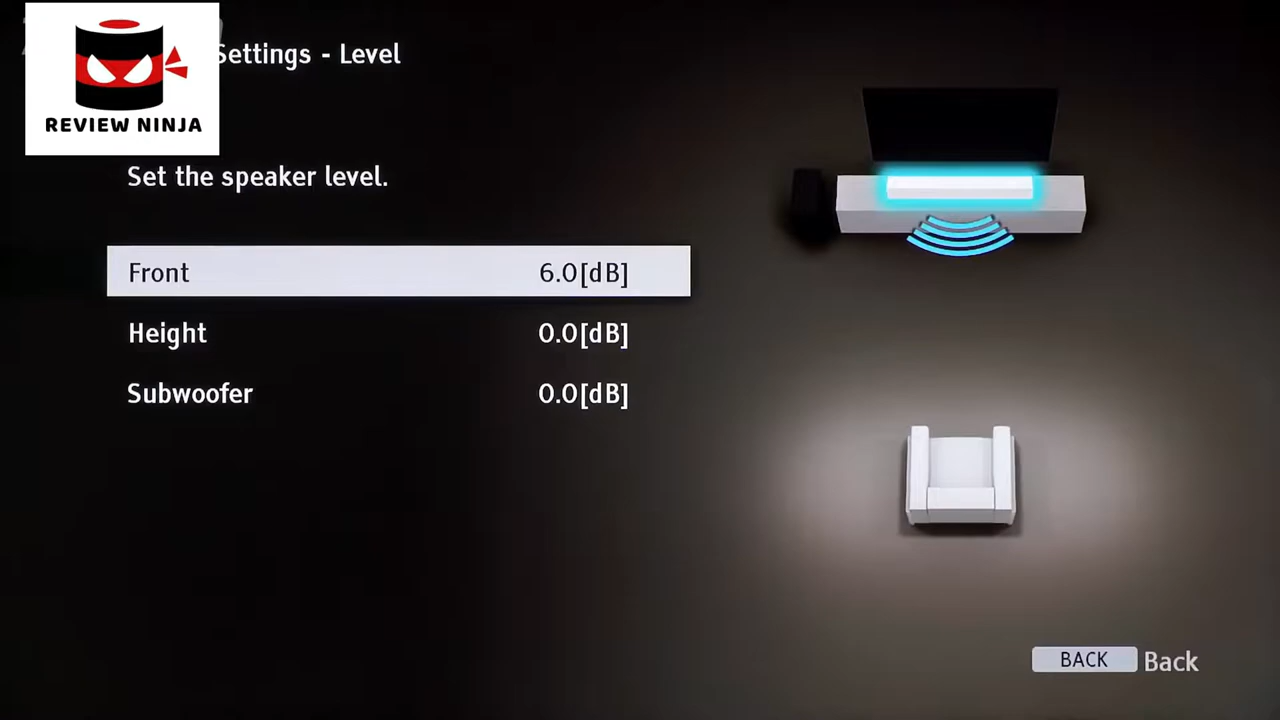 REVIEW NINJA
Settings - Level
Set the speaker level.
Front 6.0[dB]
Height 0.0[dB]
Subwoofer 0.0[dB]
BACK Back